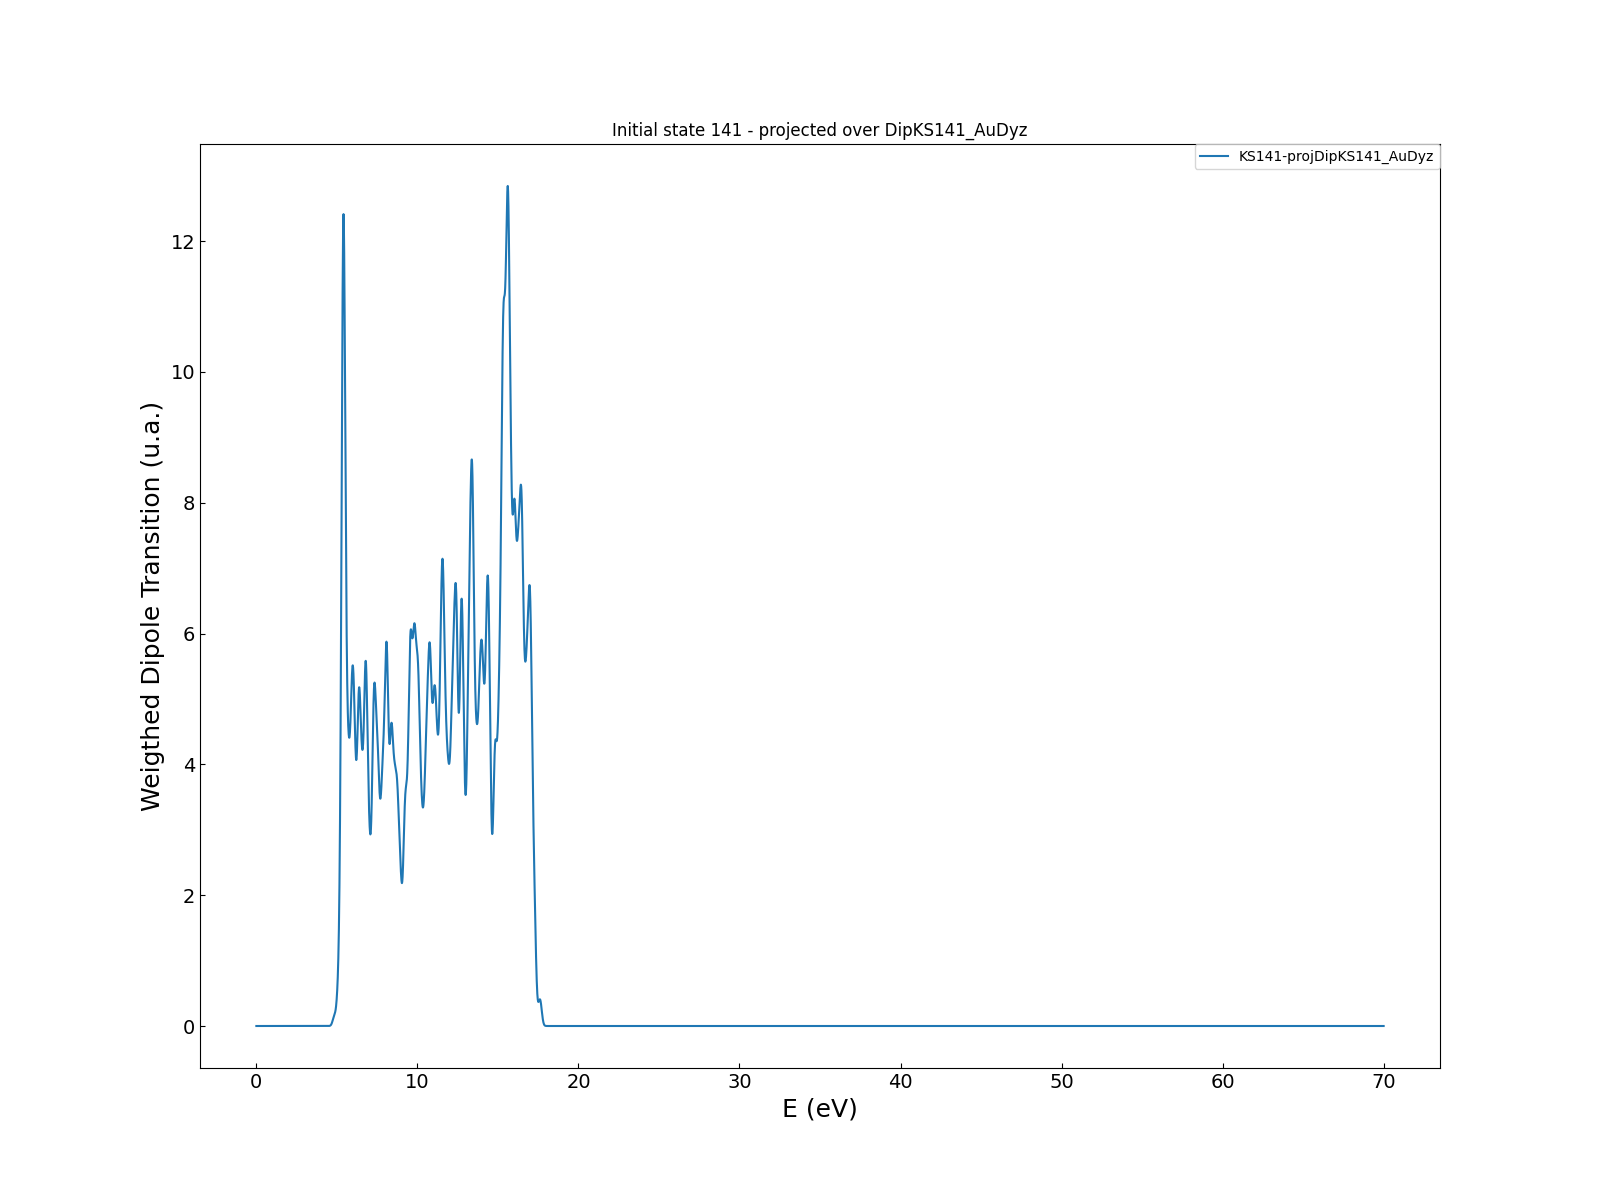 Initial state 141 - projected over DipKS141_AuDyz
KS141-projDipKS141_AuDyz
12
10
8
6
4
2
0
Weigthed Dipole Transition (u.a.)
0 10 20 30 40 50 60 70
E (eV)